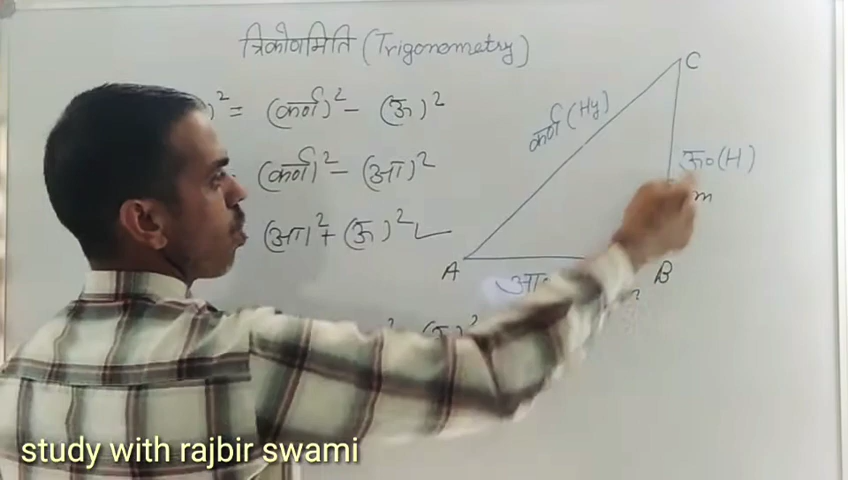 त्रिकोणमिति (Trigonometry)
)² = (कर्ण)² - (ऊ)²
(कर्ण)² - (आ)²
(आ)² + (ऊ)²
C
कर्ण (Hy)
ऊ० (H)
m
A
B
आ
study with rajbir swami